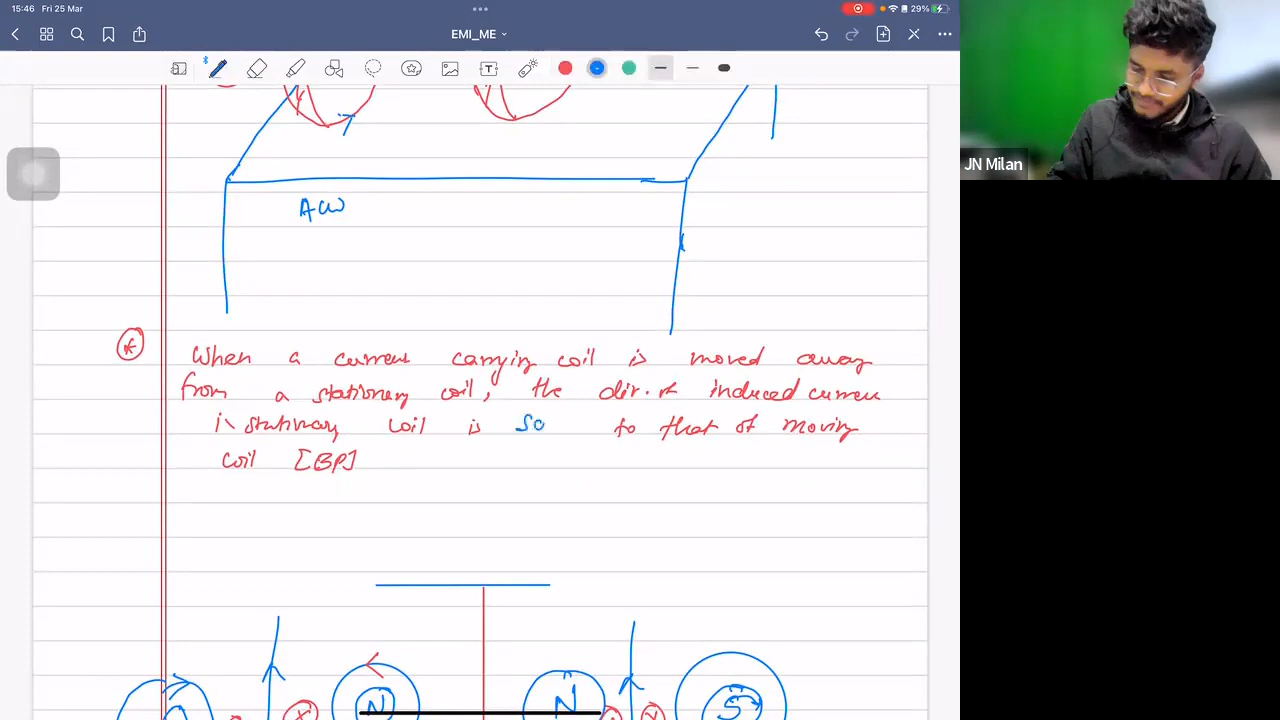 15:46 Fri 25 Mar
29%
EMI_ME
JN Milan
ACW
When a current carrying coil is moved away
from a stationary coil, the dir. of induced current
in stationary coil is so to that of moving
coil [BP]
N N S